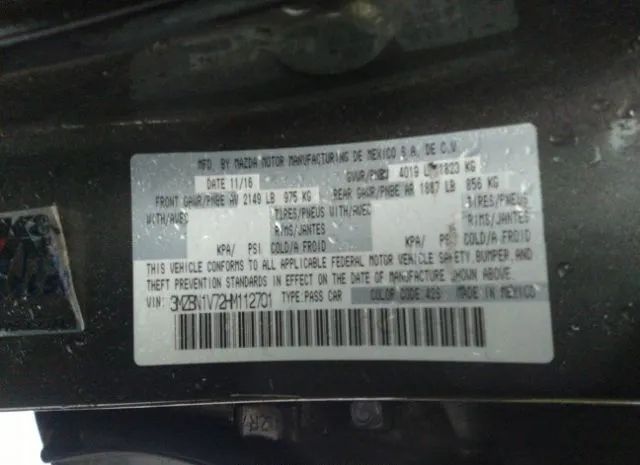 MFD. BY MAZDA MOTOR MANUFACTURING DE MEXICO S.A. DE C.V.
DATE 11/16 GVWR/PNBE 4019 LB 1823 KG
FRONT GAWR/PNBE AV 2149 LB 975 KG REAR GAWR/PNBE AR 1887 LB 856 KG
WITH/AVEC TIRES/PNEUS WITH/AVEC TIRES/PNEUS
RIMS/JANTES RIMS/JANTES
KPA/ PSI COLD/A FROID KPA/ PSI COLD/A FROID
THIS VEHICLE CONFORMS TO ALL APPLICABLE FEDERAL MOTOR VEHICLE SAFETY, BUMPER, AND
THEFT PREVENTION STANDARDS IN EFFECT ON THE DATE OF MANUFACTURE SHOWN ABOVE.
VIN: 3MZBN1V72HM112701 TYPE: PASS CAR COLOR CODE: 42S MADE IN MEXICO